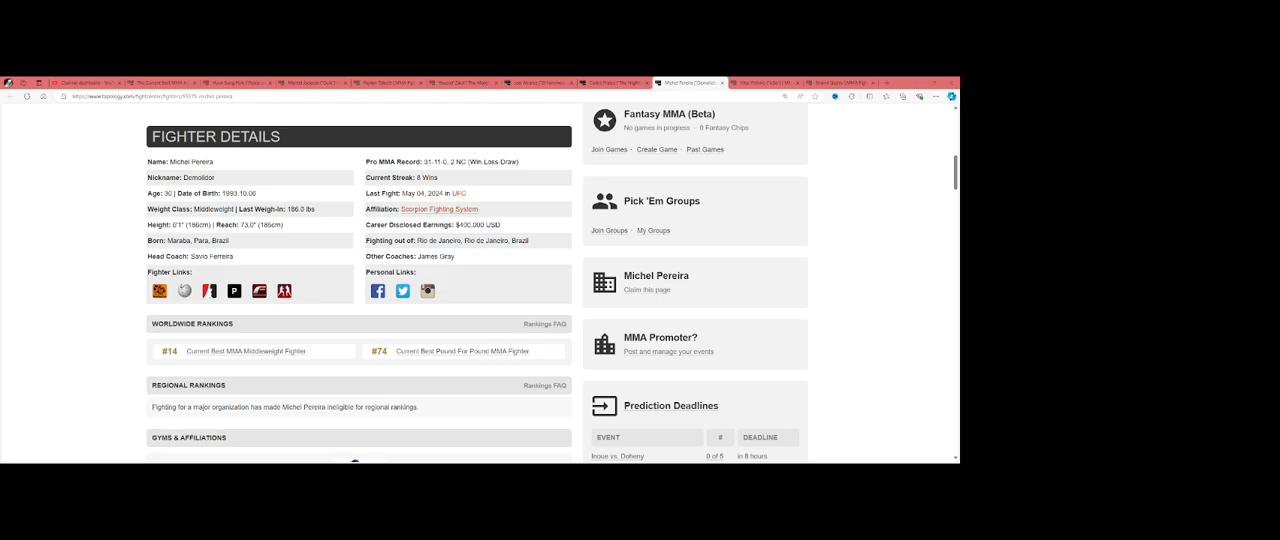 https://www.tapology.com/fightcenter/fighters/55675-michel-pereira
FIGHTER DETAILS
Name: Michel Pereira
Pro MMA Record: 31-11-0, 2 NC (Win-Loss-Draw)
Nickname: Demolidor
Current Streak: 8 Wins
Age: 30 | Date of Birth: 1993.10.06
Last Fight: May 04, 2024 in UFC
Weight Class: Middleweight | Last Weigh-In: 186.0 lbs
Affiliation: Scorpion Fighting System
Height: 6'1" (186cm) | Reach: 73.0" (185cm)
Career Disclosed Earnings: $400,000 USD
Born: Maraba, Para, Brazil
Fighting out of: Rio de Janeiro, Rio de Janeiro, Brazil
Head Coach: Savio Ferreira
Other Coaches: James Gray
Fighter Links:
Personal Links:
WORLDWIDE RANKINGS
Rankings FAQ
#14 Current Best MMA Middleweight Fighter
#74 Current Best Pound For Pound MMA Fighter
REGIONAL RANKINGS
Rankings FAQ
Fighting for a major organization has made Michel Pereira ineligible for regional rankings.
GYMS & AFFILIATIONS
Fantasy MMA (Beta)
No games in progress · 0 Fantasy Chips
Join Games · Create Game · Past Games
Pick 'Em Groups
Join Groups · My Groups
Michel Pereira
Claim this page
MMA Promoter?
Post and manage your events
Prediction Deadlines
EVENT # DEADLINE
Inoue vs. Doheny 0 of 5 in 8 hours